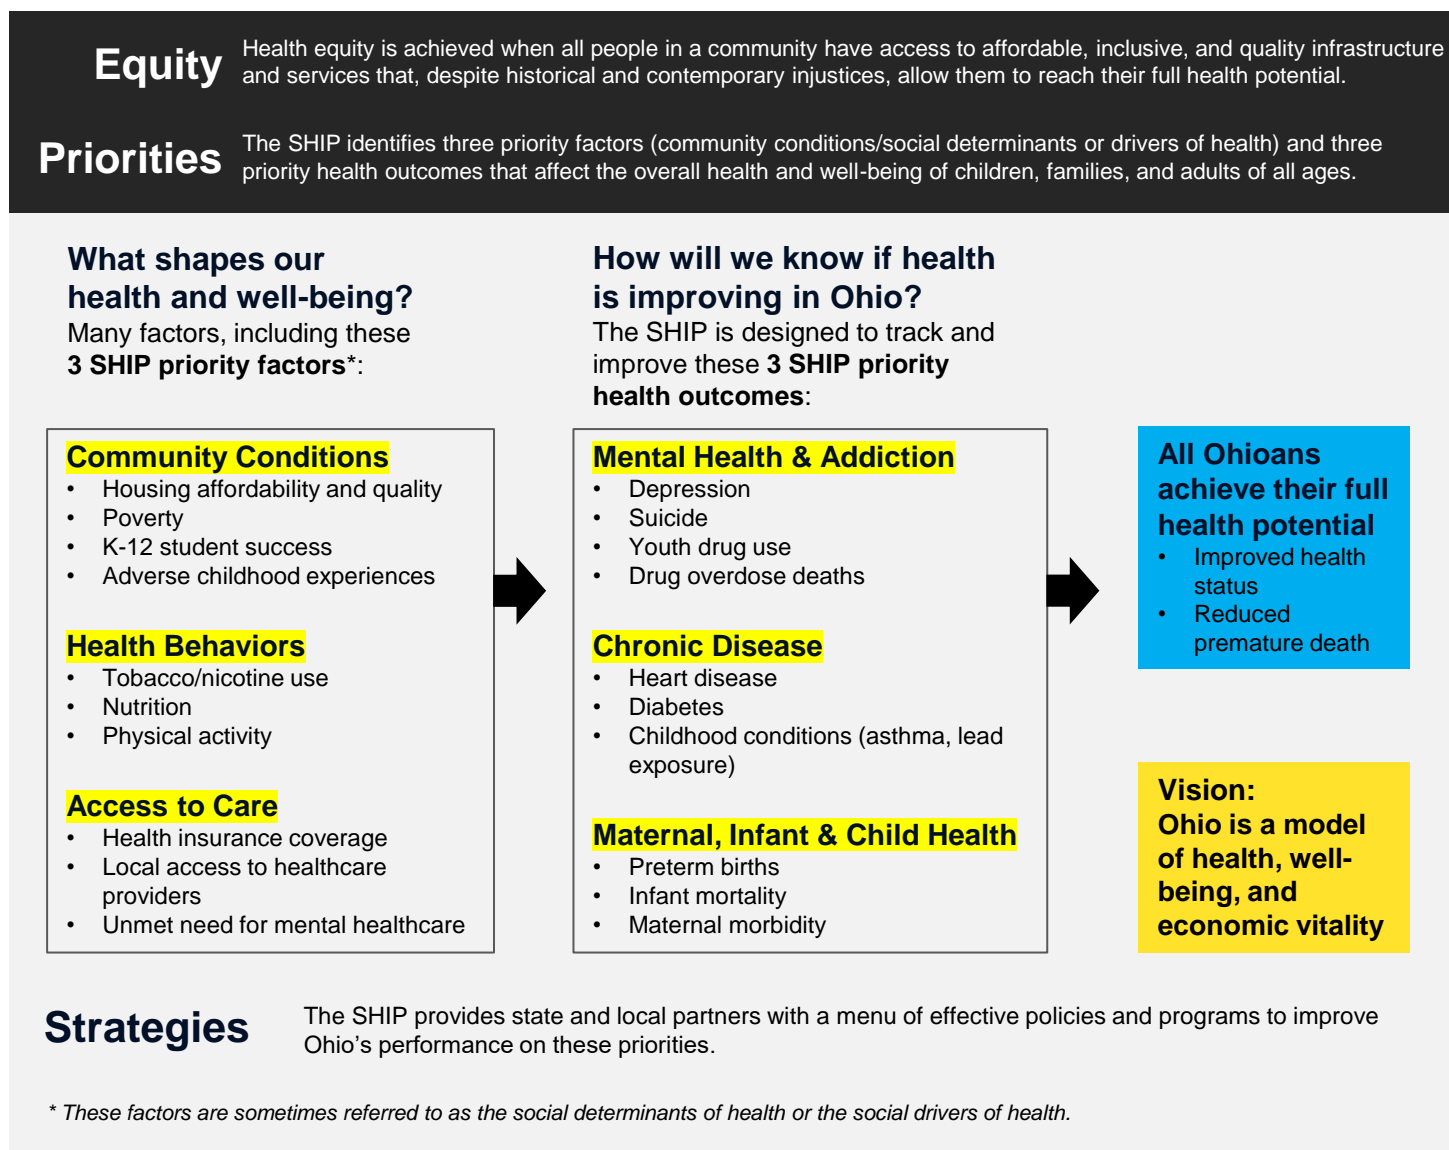 Equity
Health equity is achieved when all people in a community have access to affordable, inclusive, and quality infrastructure
and services that, despite historical and contemporary injustices, allow them to reach their full health potential.
Priorities
The SHIP identifies three priority factors (community conditions/social determinants or drivers of health) and three
priority health outcomes that affect the overall health and well-being of children, families, and adults of all ages.
What shapes our
health and well-being?
Many factors, including these
3 SHIP priority factors*:
Community Conditions
• Housing affordability and quality
• Poverty
• K-12 student success
• Adverse childhood experiences
Health Behaviors
• Tobacco/nicotine use
• Nutrition
• Physical activity
Access to Care
• Health insurance coverage
• Local access to healthcare
providers
• Unmet need for mental healthcare
How will we know if health
is improving in Ohio?
The SHIP is designed to track and
improve these 3 SHIP priority
health outcomes:
Mental Health & Addiction
• Depression
• Suicide
• Youth drug use
• Drug overdose deaths
Chronic Disease
• Heart disease
• Diabetes
• Childhood conditions (asthma, lead
exposure)
Maternal, Infant & Child Health
• Preterm births
• Infant mortality
• Maternal morbidity
All Ohioans
achieve their full
health potential
• Improved health
status
• Reduced
premature death
Vision:
Ohio is a model
of health, well-
being, and
economic vitality
Strategies
The SHIP provides state and local partners with a menu of effective policies and programs to improve
Ohio’s performance on these priorities.
* These factors are sometimes referred to as the social determinants of health or the social drivers of health.